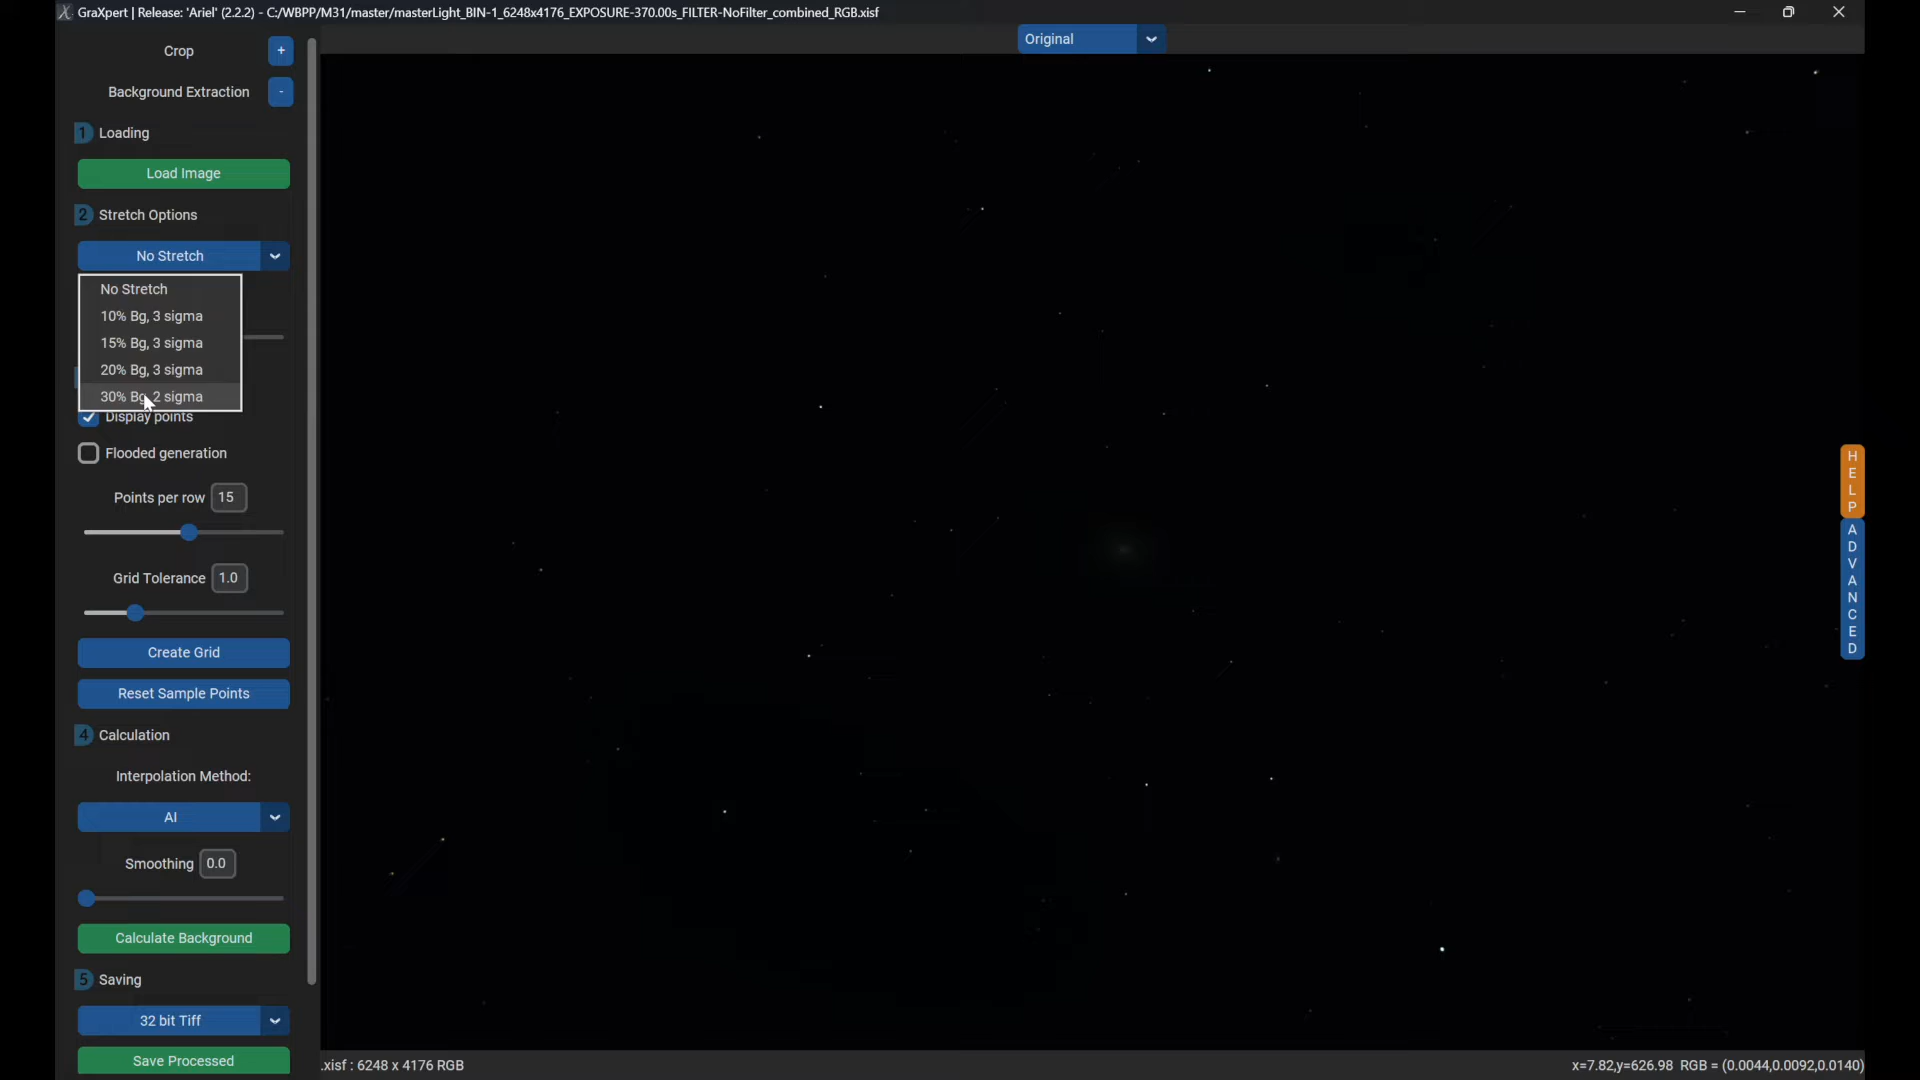 GraXpert | Release: 'Ariel' (2.2.2) - C:/WBPP/M31/master/masterLight_BIN-1_6248x4176_EXPOSURE-370.00s_FILTER-NoFilter_combined_RGB.xisf
Crop +
Original
Background Extraction -
1 Loading
Load Image
2 Stretch Options
No Stretch
No Stretch
10% Bg, 3 sigma
15% Bg, 3 sigma
20% Bg, 3 sigma
30% Bg, 2 sigma
Display points
Flooded generation
Points per row 15
Grid Tolerance 1.0
Create Grid
Reset Sample Points
4 Calculation
Interpolation Method:
AI
Smoothing 0.0
Calculate Background
5 Saving
32 bit Tiff
Save Processed
HELP
ADVANCED
.xisf : 6248 x 4176 RGB
x=7.82,y=626.98 RGB = (0.0044,0.0092,0.0140)